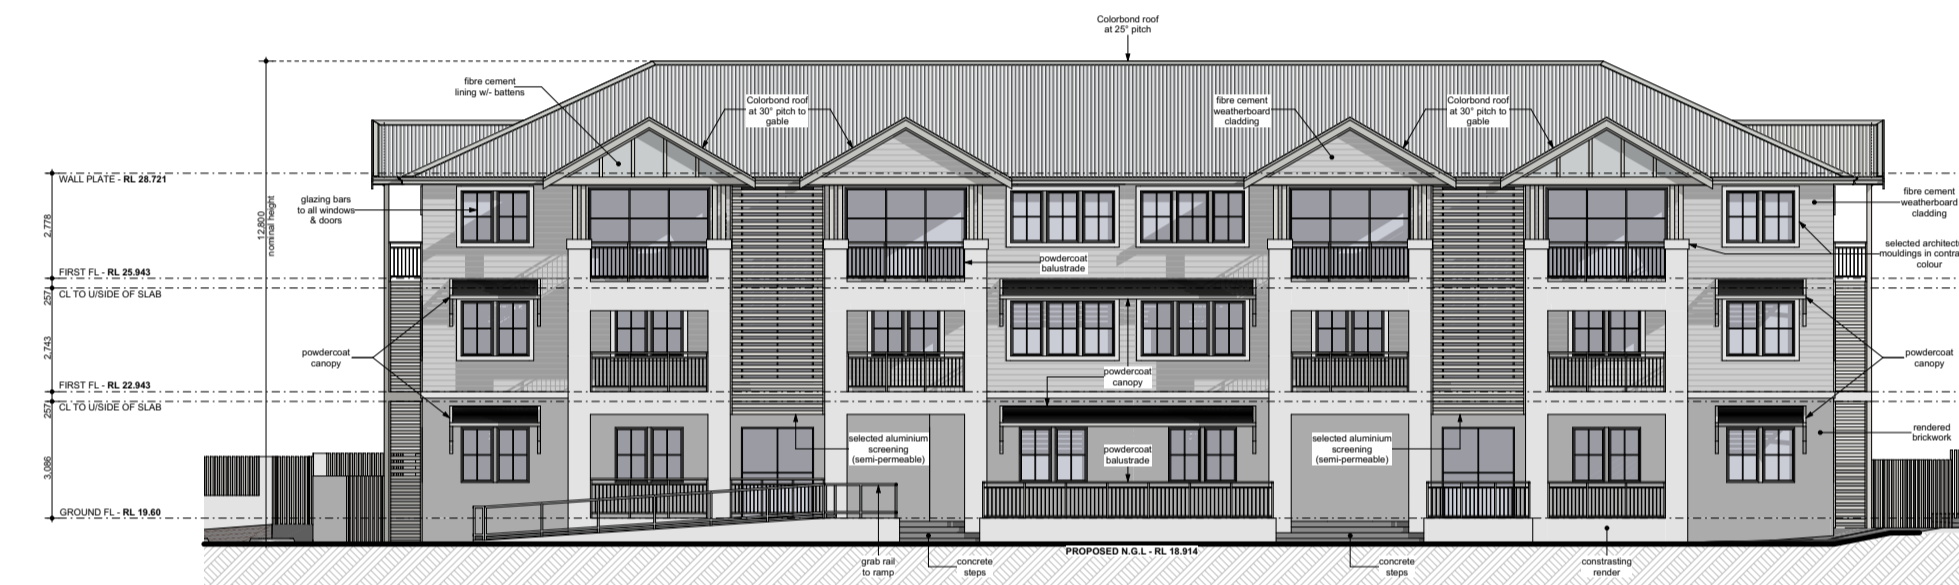 Colorbond roof
at 25° pitch
fibre cement
lining w/- battens
Colorbond roof
at 30° pitch to
gable
fibre cement
weatherboard
cladding
Colorbond roof
at 30° pitch to
gable
WALL PLATE - RL 28.721
glazing bars
to all windows
& doors
12,800
nominal height
2,778
fibre cement
weatherboard
cladding
selected architect
mouldings in contra
colour
powdercoat
balustrade
FIRST FL - RL 25.943
257
CL TO U/SIDE OF SLAB
2,743
powdercoat
canopy
powdercoat
canopy
powdercoat
canopy
FIRST FL - RL 22.943
257
CL TO U/SIDE OF SLAB
3,086
selected aluminium
screening
(semi-permeable)
powdercoat
balustrade
selected aluminium
screening
(semi-permeable)
rendered
brickwork
GROUND FL - RL 19.60
PROPOSED N.G.L - RL 18.914
grab rail
to ramp
concrete
steps
concrete
steps
constrasting
render